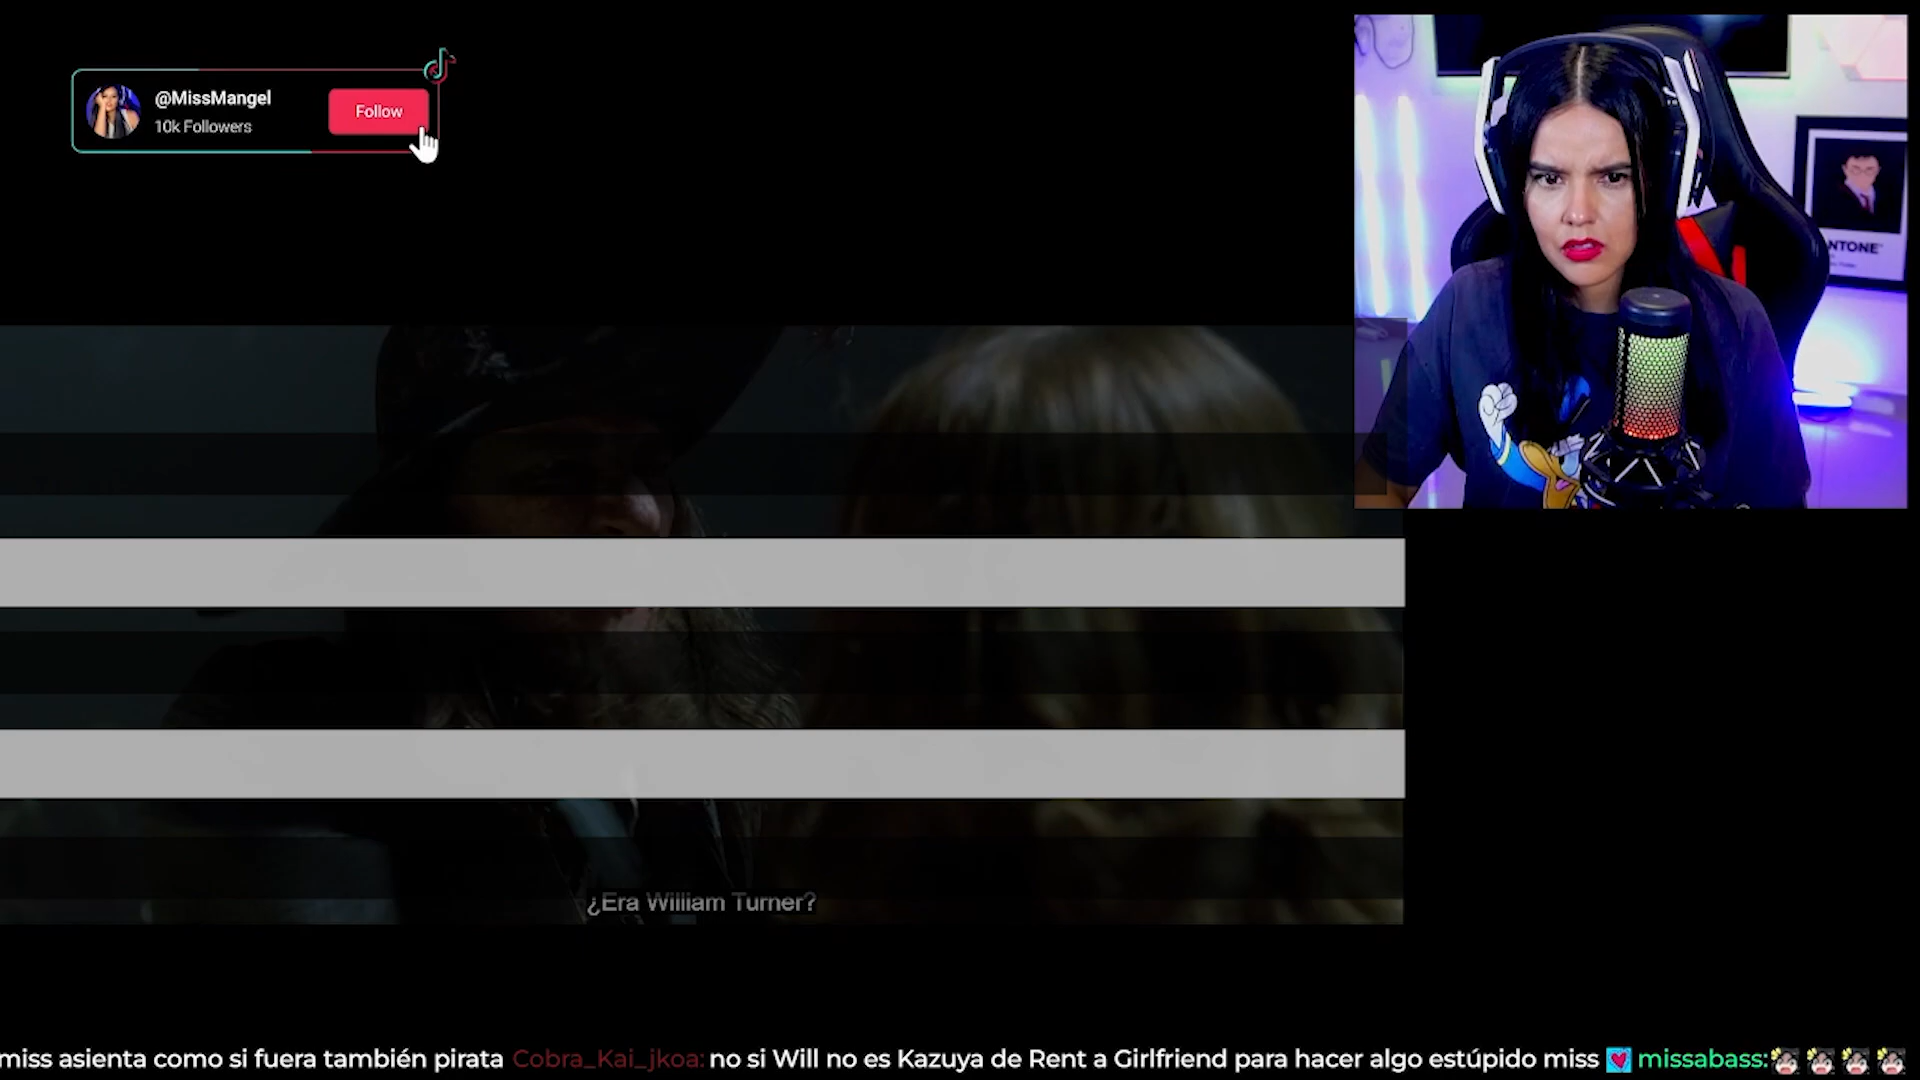 @MissMangel
10k Followers
Follow
NTONE
¿Era William Turner?
miss asienta como si fuera también pirata Cobra_Kai_jkoa: no si Will no es Kazuya de Rent a Girlfriend para hacer algo estúpido miss missabass: